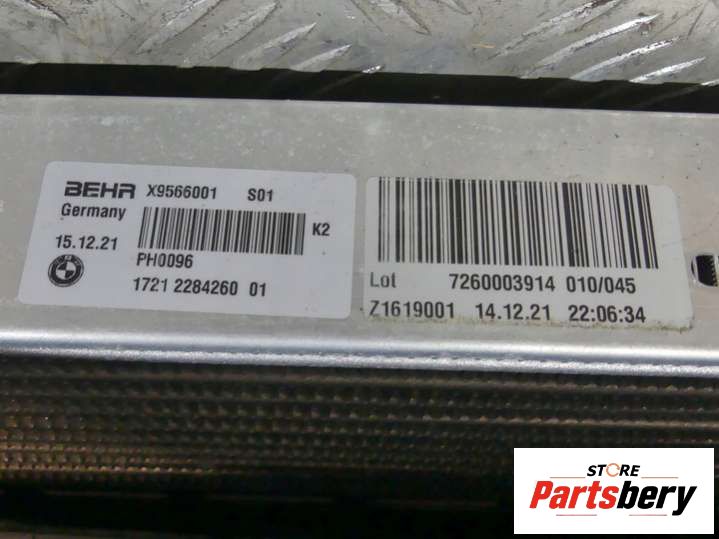 BEHR X9566001 S01
Germany
K2
15.12.21
PH0096
1721 2284260 01
Lot 7260003914 010/045
Z1619001 14.12.21 22:06:34
STORE
Partsbery